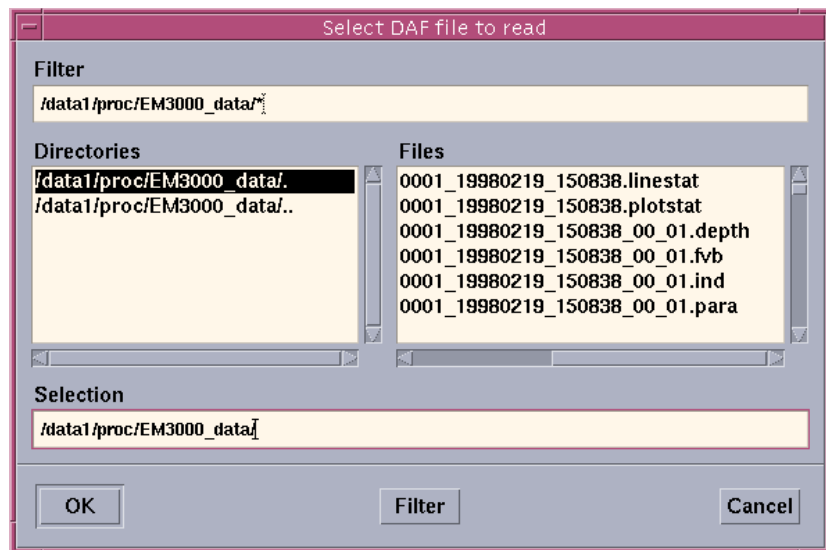 Select DAF file to read
Filter
/data1/proc/EM3000_data/*
Directories
/data1/proc/EM3000_data/.
/data1/proc/EM3000_data/..
Files
0001_19980219_150838.linestat
0001_19980219_150838.plotstat
0001_19980219_150838_00_01.depth
0001_19980219_150838_00_01.fvb
0001_19980219_150838_00_01.ind
0001_19980219_150838_00_01.para
Selection
/data1/proc/EM3000_data/
OK
Filter
Cancel